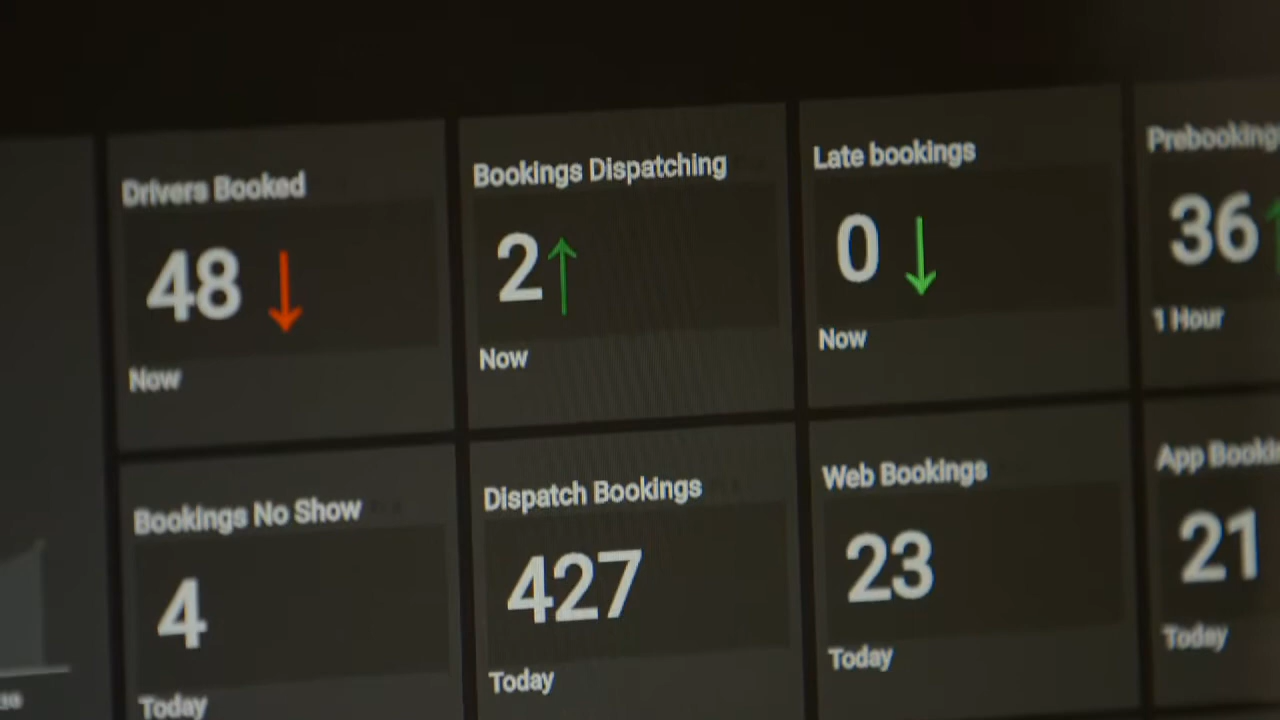 Drivers Booked
48 ↓
Now
Bookings Dispatching
2 ↑
Now
Late bookings
0 ↓
Now
36
1 Hour
Bookings No Show
4
Today
Dispatch Bookings
427
Today
Web Bookings
23
Today
App
21
Today